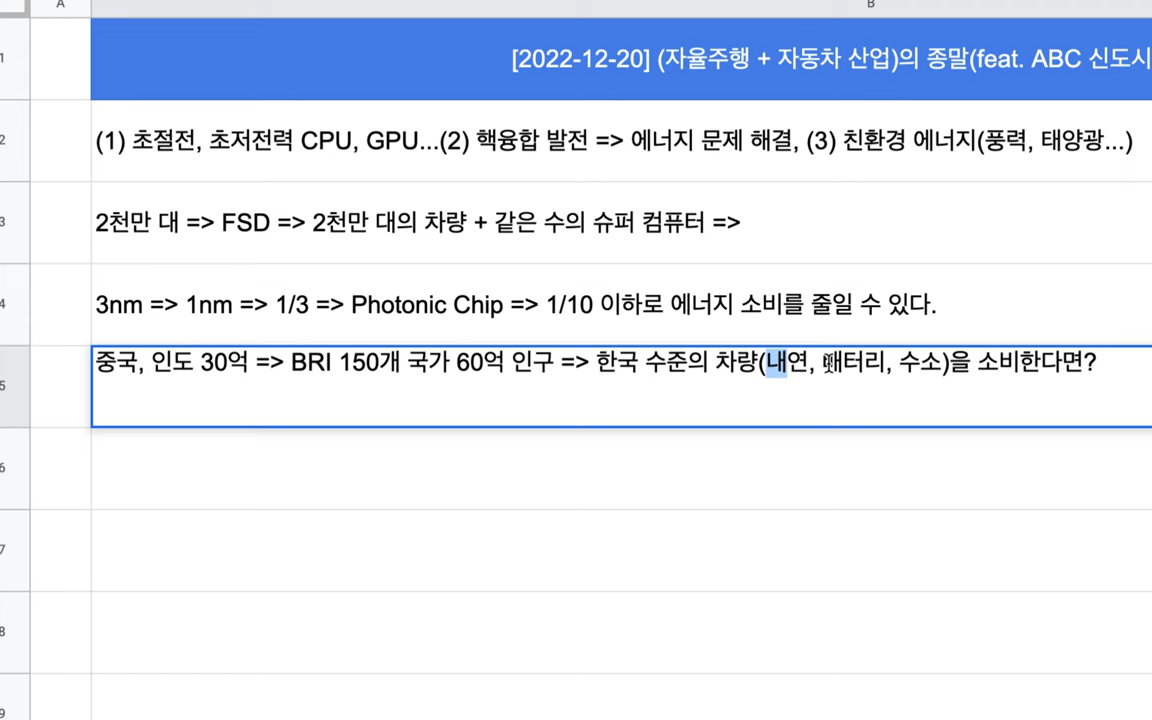 A B
1 [2022-12-20] (자율주행 + 자동차 산업)의 종말(feat. ABC 신도시
2 (1) 초절전, 초저전력 CPU, GPU...(2) 핵융합 발전 => 에너지 문제 해결, (3) 친환경 에너지(풍력, 태양광...)
3 2천만 대 => FSD => 2천만 대의 차량 + 같은 수의 슈퍼 컴퓨터 =>
4 3nm => 1nm => 1/3 => Photonic Chip => 1/10 이하로 에너지 소비를 줄일 수 있다.
5 중국, 인도 30억 => BRI 150개 국가 60억 인구 => 한국 수준의 차량(내연, 배터리, 수소)을 소비한다면?
6
7
8
9